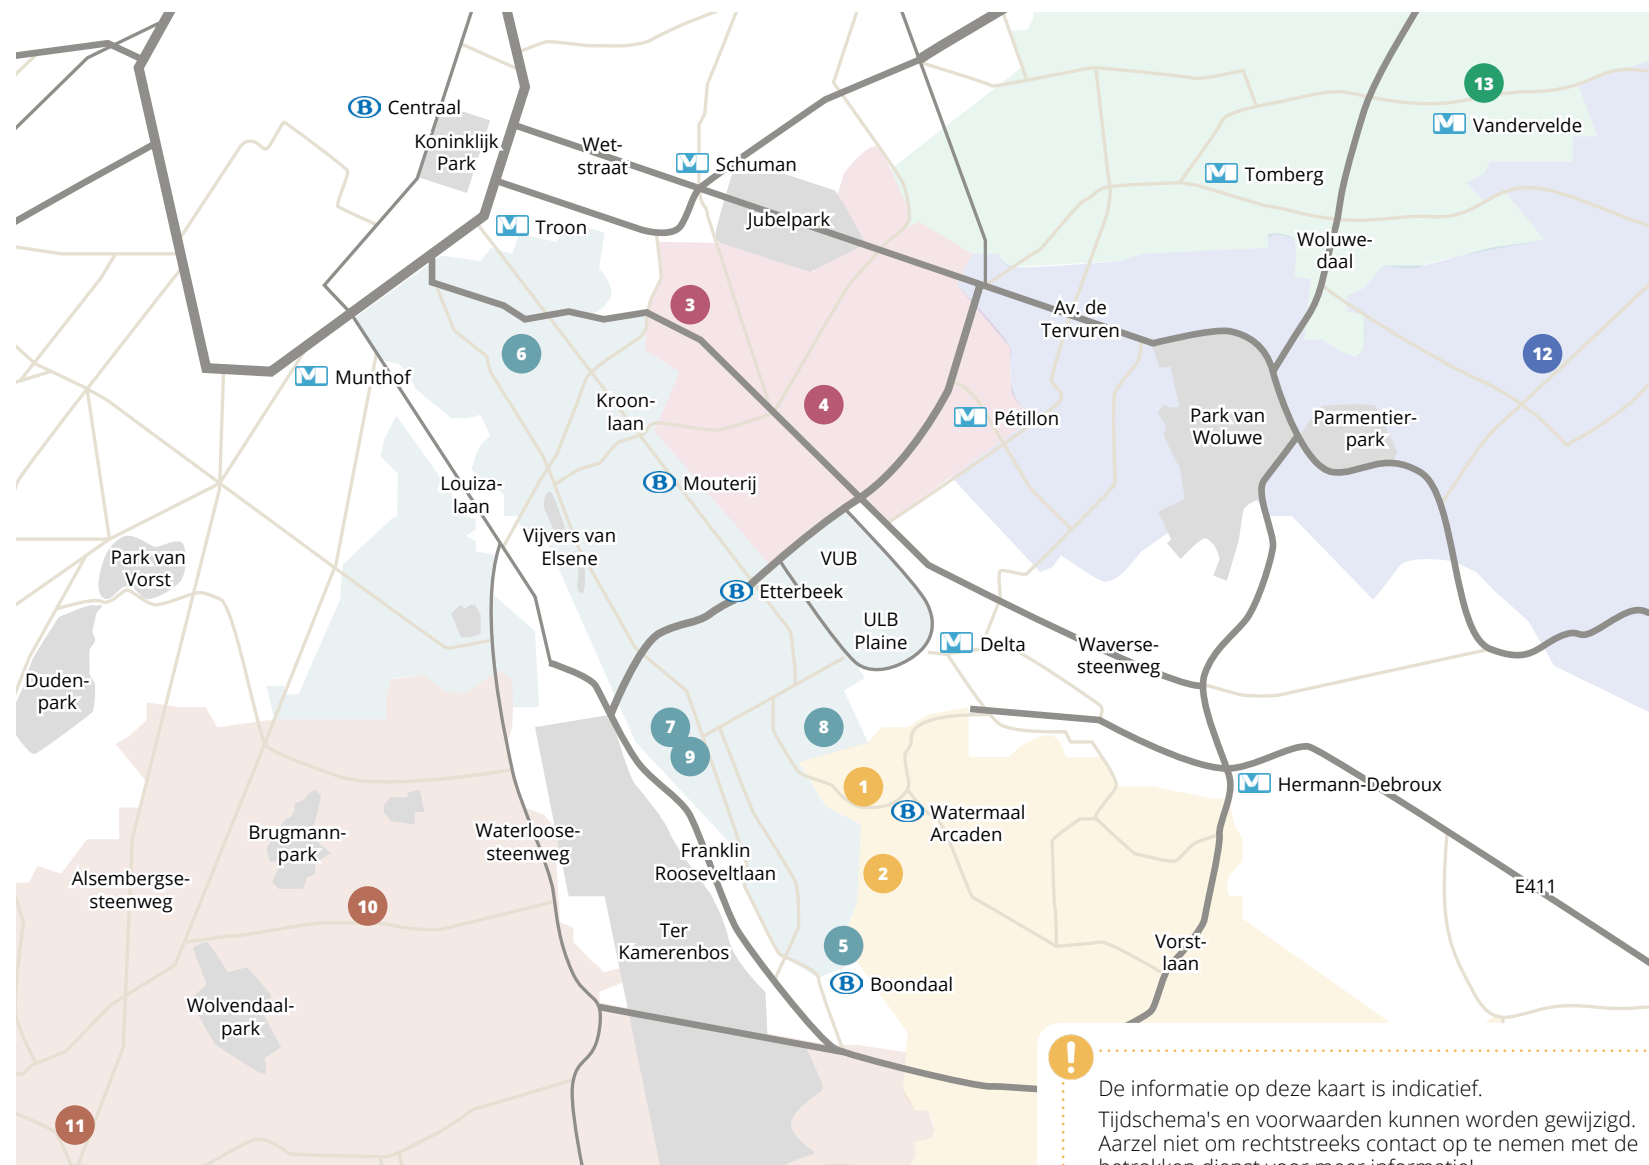 13
B Centraal
M Vandervelde
Koninklijk
Park
Wet-
straat
M Schuman
M Tomberg
Jubelpark
M Troon
Woluwe-
daal
3
Av. de
Tervuren
6
12
M Munthof
Kroon-
laan
4
M Pétillon
Park van
Woluwe
Parmentier-
park
Louiza-
laan
B Mouterij
Vijvers van
Elsene
Park van
Vorst
VUB
B Etterbeek
ULB
Plaine
M Delta
Waverse-
steenweg
Duden-
park
7
8
9
1
M Hermann-Debroux
B Watermaal
Arcaden
Brugmann-
park
Waterloose-
steenweg
Franklin
Rooseveltlaan
2
Alsembergse-
steenweg
E411
10
Ter
Kamerenbos
5
Vorst-
laan
B Boondaal
Wolvendaal-
park
!
De informatie op deze kaart is indicatief.
11
Tijdschema's en voorwaarden kunnen worden gewijzigd.
Aarzel niet om rechtstreeks contact op te nemen met de
betrokken dienst voor meer informatie!